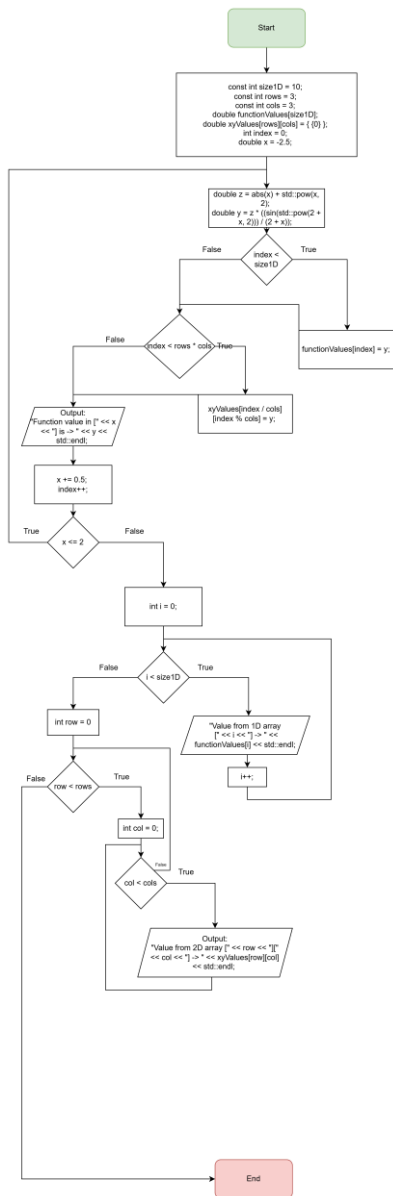 Start
const int size1D = 10;
const int rows = 3;
const int cols = 3;
double functionValues[size1D];
double xyValues[rows][cols] = { {0} };
int index = 0;
double x = -2.5;
double z = abs(x) + std::pow(x,
2);
double y = z * ((sin(std::pow(2 +
x, 2))) / (2 + x));
False
index <
size1D
True
functionValues[index] = y;
False
index < rows * cols
True
xyValues[index / cols]
[index % cols] = y;
Output:
"Function value in [" << x
<< "] is -> " << y <<
std::endl;
x += 0.5;
index++;
True
x <= 2
False
int i = 0;
False
i < size1D
True
int row = 0
"Value from 1D array
[" << i << "] -> " <<
functionValues[i] << std::endl;
i++;
False
row < rows
True
int col = 0;
False
col < cols
True
Output:
"Value from 2D array [" << row << "]["
<< col << "] -> " << xyValues[row][col]
<< std::endl;
End